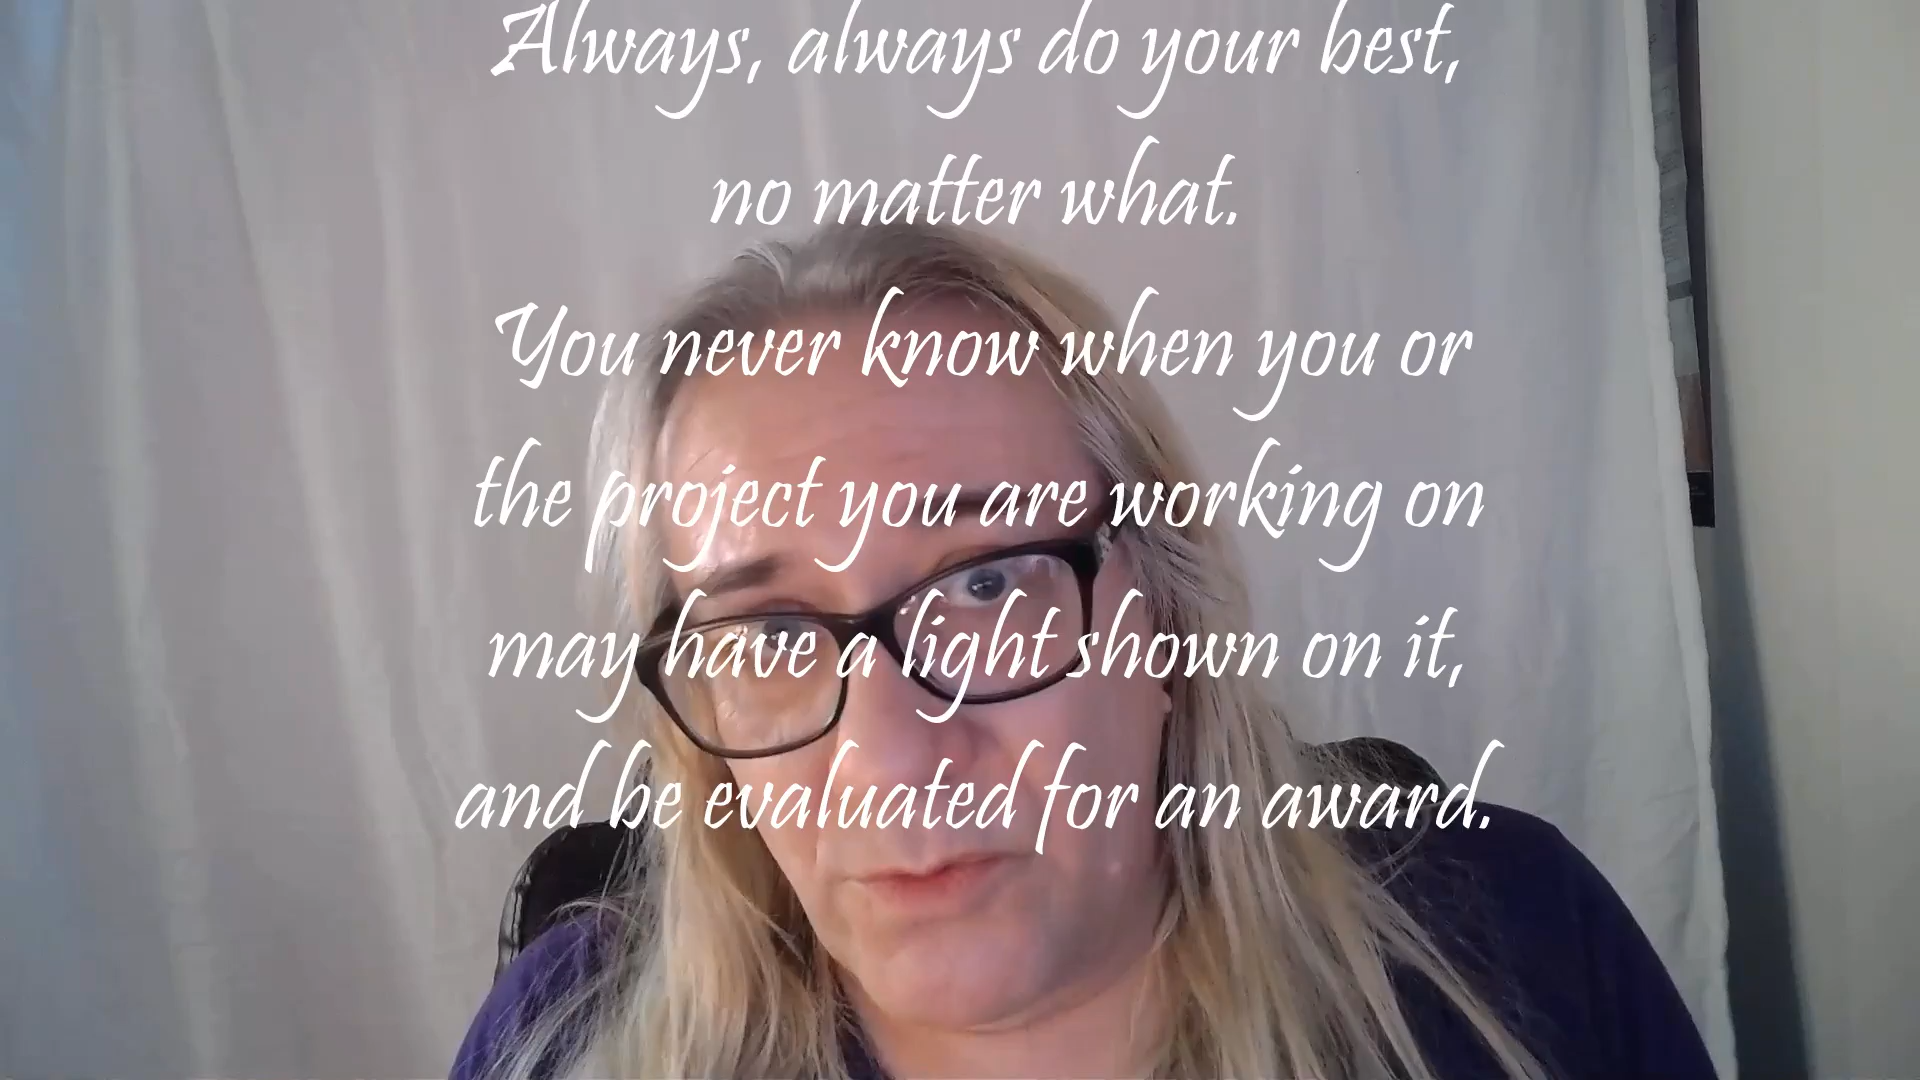 Always, always do your best,
no matter what.
You never know when you or
the project you are working on
may have a light shown on it,
and be evaluated for an award.